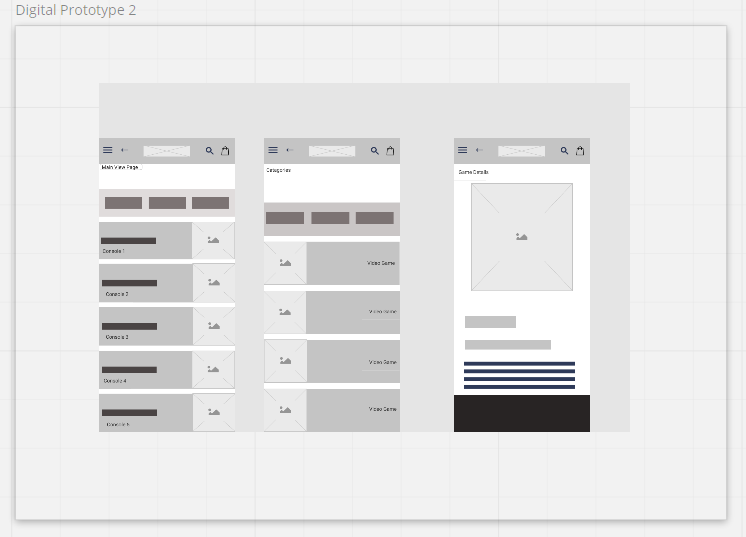 Digital Prototype 2
Main View Page
Console 1
Console 2
Console 3
Console 4
Console 5
Categories
Video Game
Video Game
Video Game
Video Game
Game Details